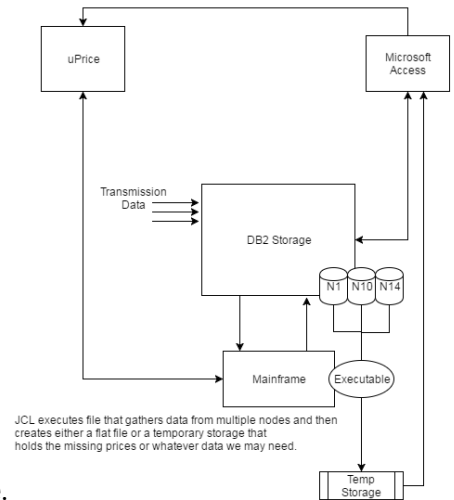 uPrice
Microsoft
Access
Transmission
Data
DB2 Storage
N1
N10
N14
Mainframe
Executable
JCL executes file that gathers data from multiple nodes and then
creates either a flat file or a temporary storage that
holds the missing prices or whatever data we may need.
Temp
Storage